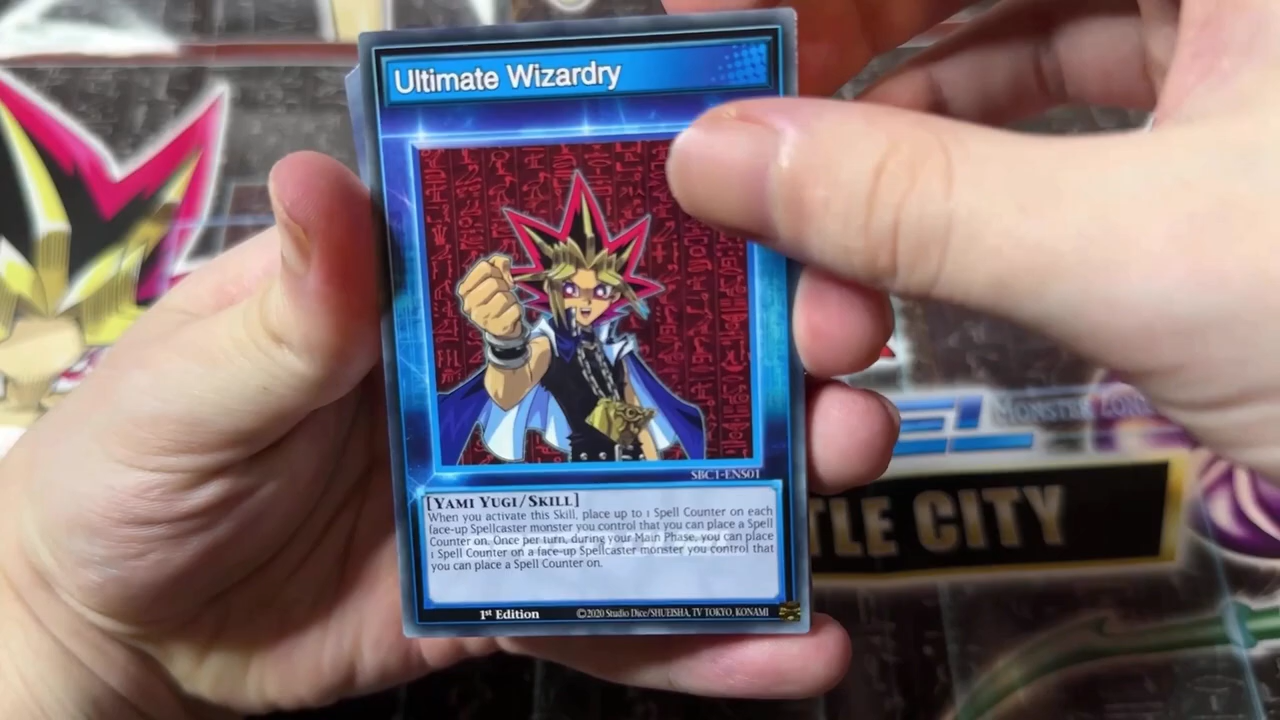 Ultimate Wizardry
SBC1-ENS01
[YAMI YUGI/SKILL]
When you activate this Skill, place up to 1 Spell Counter on each
face-up Spellcaster monster you control that you can place a Spell
Counter on. Once per turn, during your Main Phase, you can place
1 Spell Counter on a face-up Spellcaster monster you control that
you can place a Spell Counter on.
1st Edition
©2020 Studio Dice/SHUEISHA, TV TOKYO, KONAMI
MONSTER ZONE
CITY